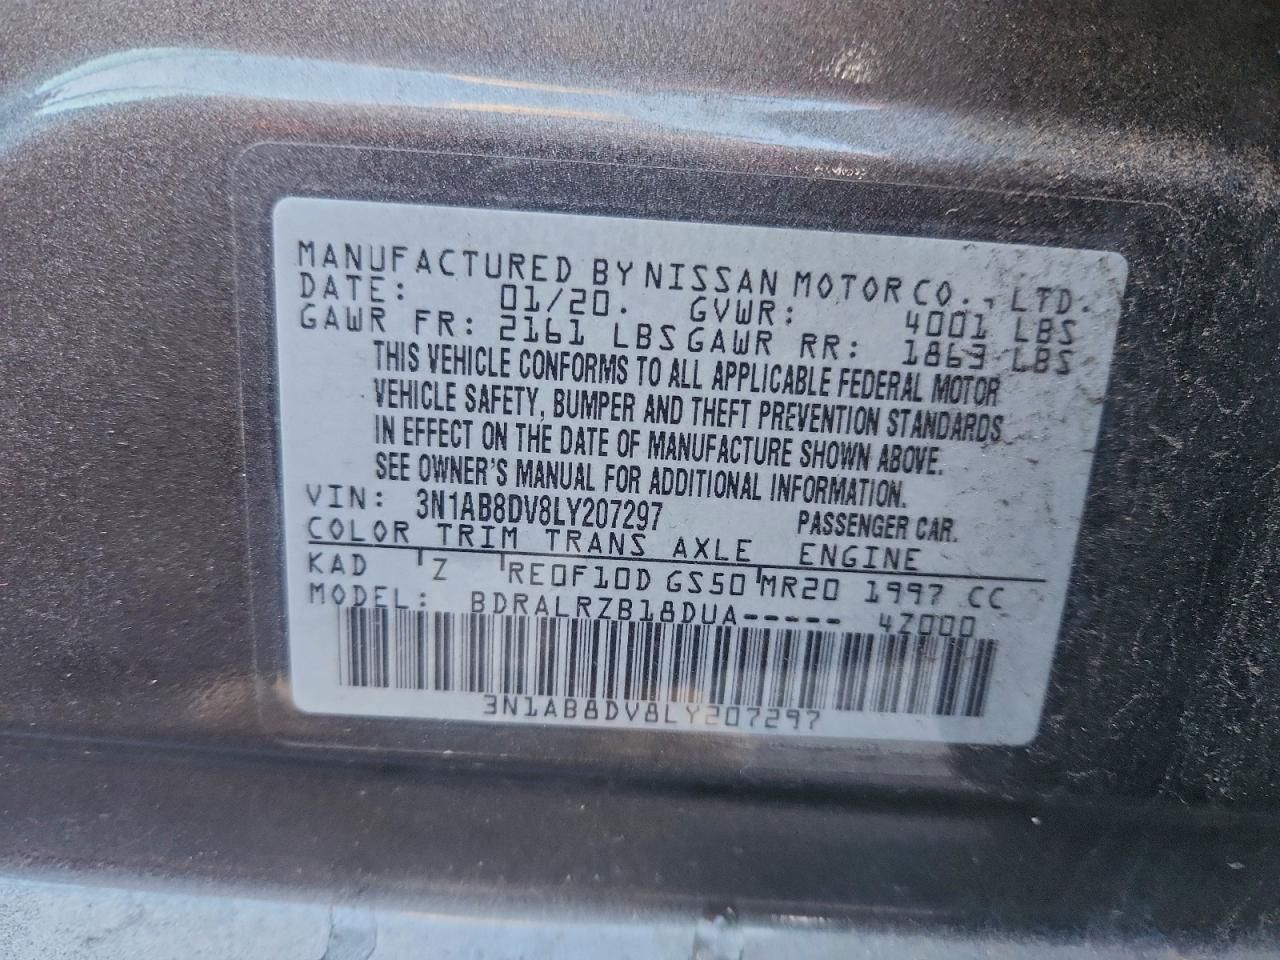 MANUFACTURED BY NISSAN MOTOR CO., LTD.
DATE: 01/20. GVWR: 4001 LBS
GAWR FR: 2161 LBS GAWR RR: 1863 LBS
THIS VEHICLE CONFORMS TO ALL APPLICABLE FEDERAL MOTOR
VEHICLE SAFETY, BUMPER AND THEFT PREVENTION STANDARDS
IN EFFECT ON THE DATE OF MANUFACTURE SHOWN ABOVE.
SEE OWNER'S MANUAL FOR ADDITIONAL INFORMATION.
VIN: 3N1AB8DV8LY207297 PASSENGER CAR.
COLOR TRIM TRANS AXLE ENGINE
KAD Z RE0F10D GS50 MR20 1997 CC
MODEL: BDRALRZB18DUA----- 4Z000
3N1AB8DV8LY207297